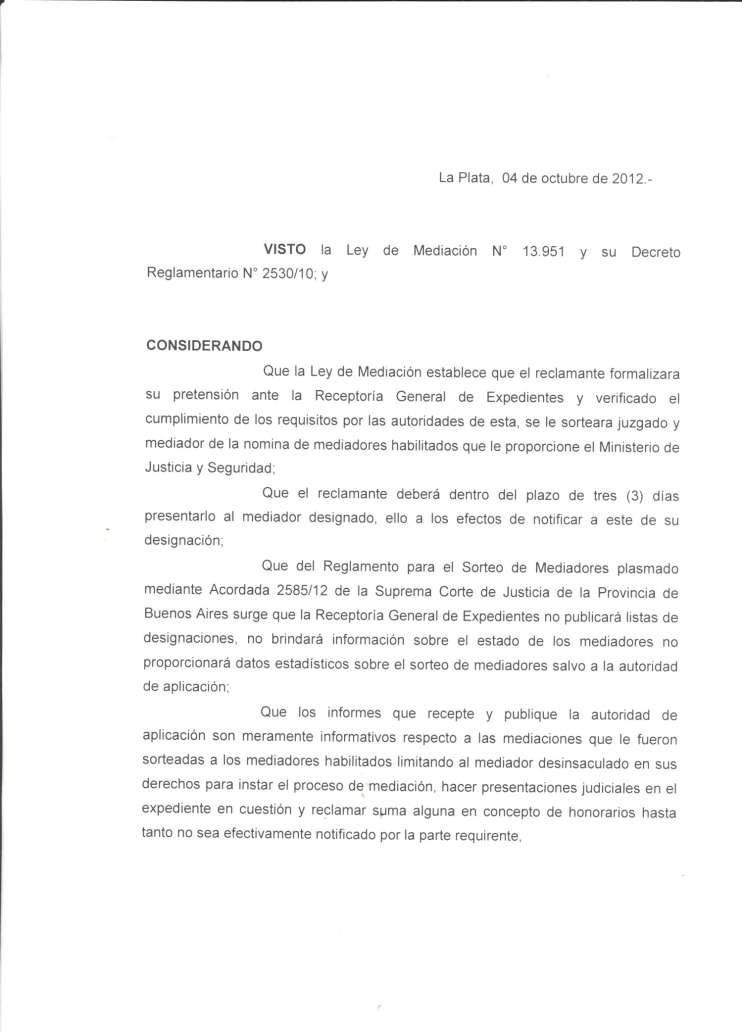 La Plata, 04 de octubre de 2012.-
VISTO la Ley de Mediación N° 13.951 y su Decreto
Reglamentario N° 2530/10; y
CONSIDERANDO
Que la Ley de Mediación establece que el reclamante formalizara
su pretensión ante la Receptoría General de Expedientes y verificado el
cumplimiento de los requisitos por las autoridades de esta, se le sorteara juzgado y
mediador de la nomina de mediadores habilitados que le proporcione el Ministerio de
Justicia y Seguridad;
Que el reclamante deberá dentro del plazo de tres (3) días
presentarlo al mediador designado, ello a los efectos de notificar a este de su
designación;
Que del Reglamento para el Sorteo de Mediadores plasmado
mediante Acordada 2585/12 de la Suprema Corte de Justicia de la Provincia de
Buenos Aires surge que la Receptoría General de Expedientes no publicará listas de
designaciones, no brindará información sobre el estado de los mediadores no
proporcionará datos estadísticos sobre el sorteo de mediadores salvo a la autoridad
de aplicación;
Que los informes que recepte y publique la autoridad de
aplicación son meramente informativos respecto a las mediaciones que le fueron
sorteadas a los mediadores habilitados limitando al mediador desinsaculado en sus
derechos para instar el proceso de mediación, hacer presentaciones judiciales en el
expediente en cuestión y reclamar suma alguna en concepto de honorarios hasta
tanto no sea efectivamente notificado por la parte requirente,